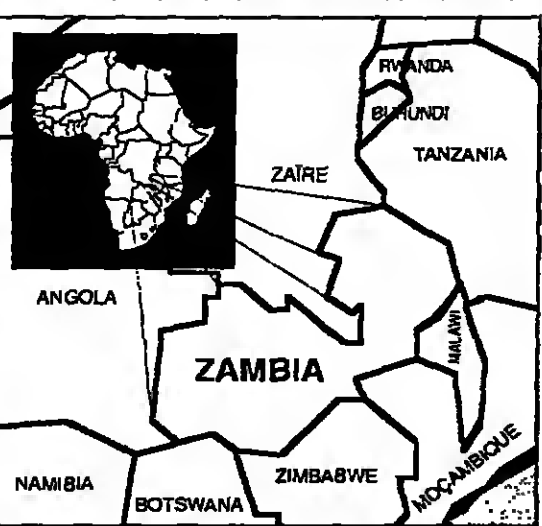 RWANDA
BURUNDI
TANZANIA
ZAÏRE
ANGOLA
MALAWI
ZAMBIA
MOÇAMBIQUE
ZIMBABWE
NAMIBIA
BOTSWANA